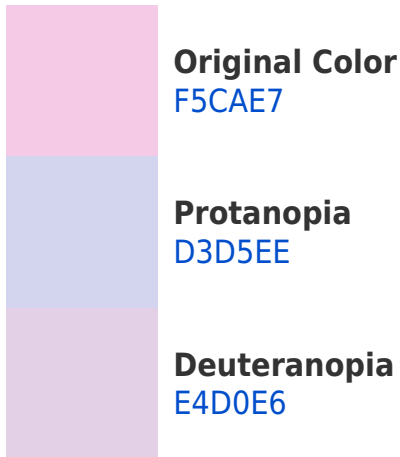 Original Color
F5CAE7
Protanopia
D3D5EE
Deuteranopia
E4D0E6